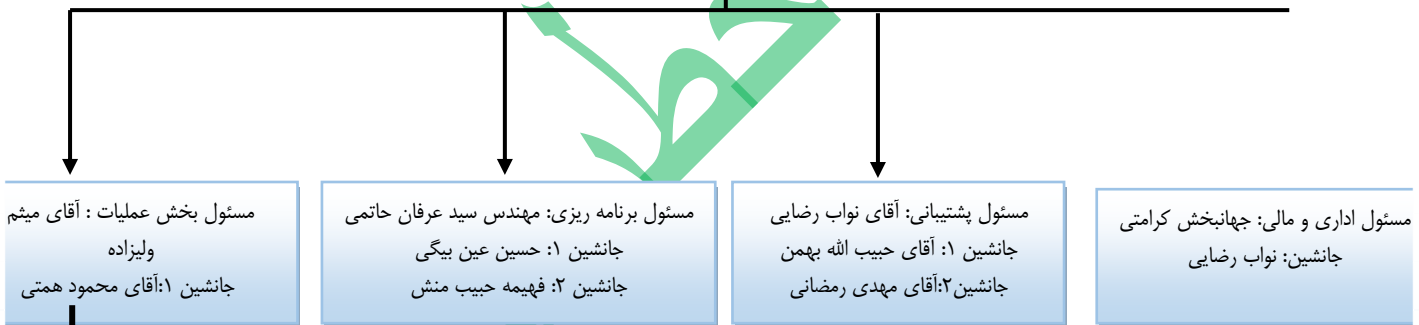 مسئول اداری و مالی: جهانبخش کرامتی
جانشین: نواب رضایی
مسئول پشتیبانی: آقای نواب رضایی
جانشین ۱: آقای حبیب الله بهمن
جانشین۲:آقای مهدی رمضانی
مسئول برنامه ریزی: مهندس سید عرفان حاتمی
جانشین ۱: حسین عین بیگی
جانشین ۲: فهیمه حبیب منش
مسئول بخش عملیات : آقای میثم
ولیزاده
جانشین ۱:آقای محمود همتی